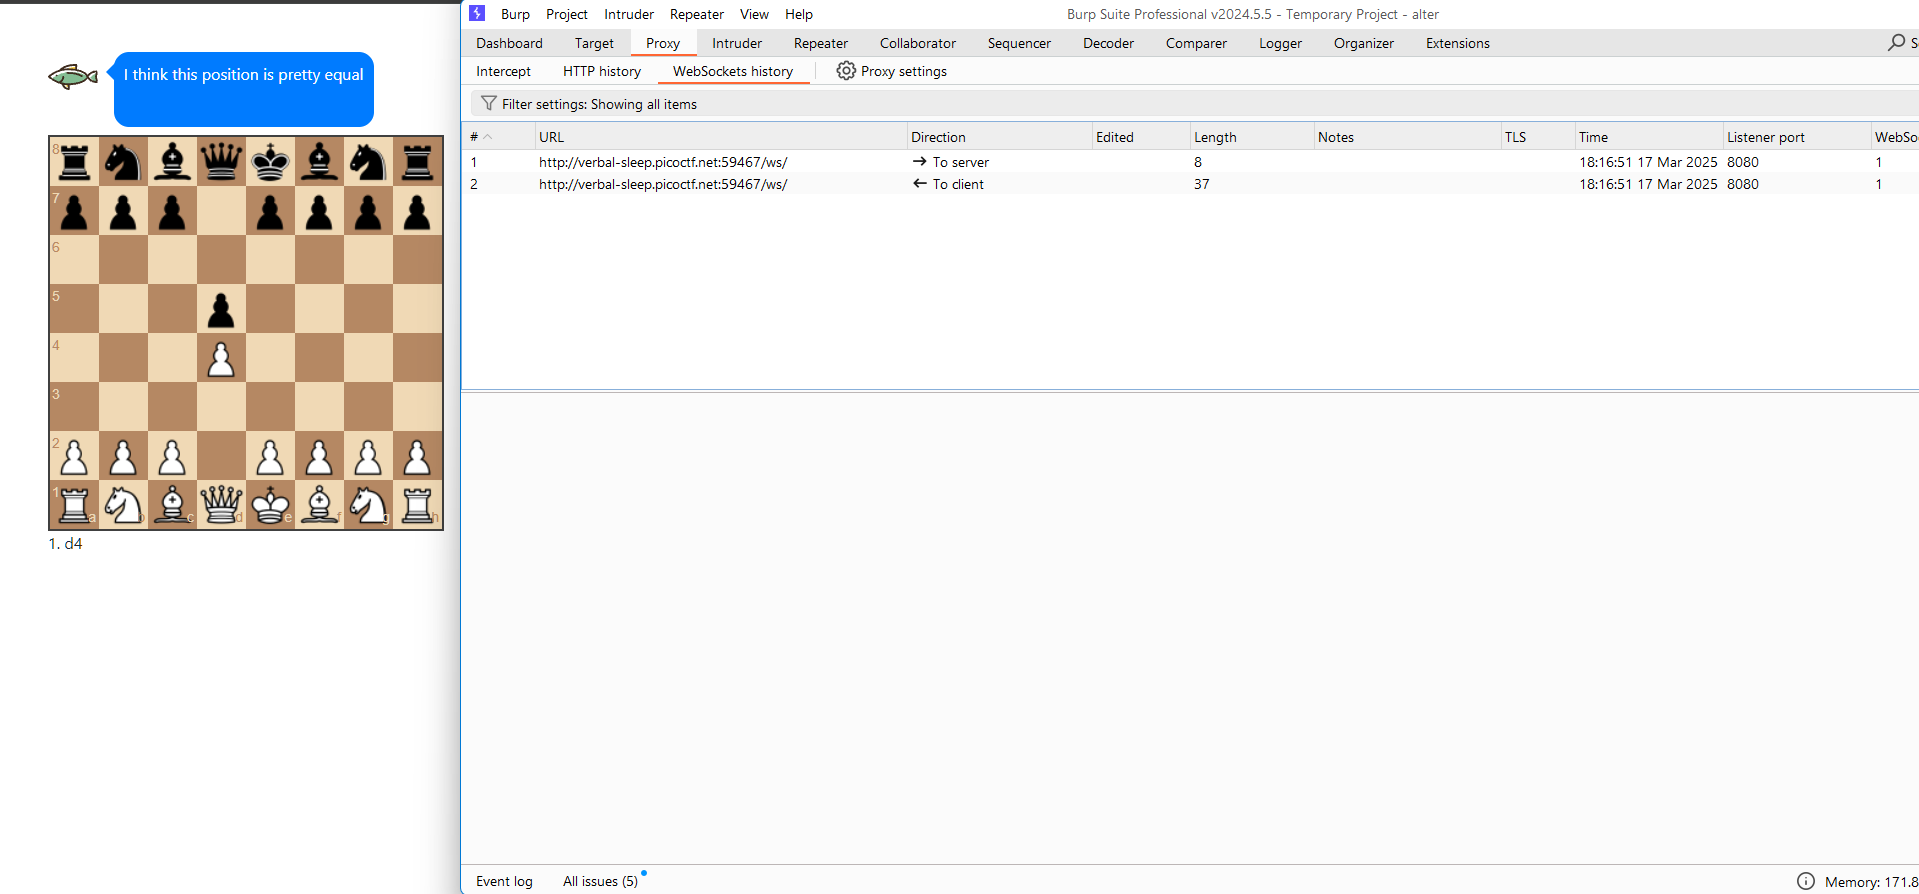 I think this position is pretty equal
8
7
6
5
4
3
2
1
a b c d e f g h
1. d4
Burp Project Intruder Repeater View Help
Burp Suite Professional v2024.5.5 - Temporary Project - alter
Dashboard Target Proxy Intruder Repeater Collaborator Sequencer Decoder Comparer Logger Organizer Extensions
Intercept HTTP history WebSockets history Proxy settings
Filter settings: Showing all items
# URL Direction Edited Length Notes TLS Time Listener port WebSo
1 http://verbal-sleep.picoctf.net:59467/ws/ → To server 8 18:16:51 17 Mar 2025 8080 1
2 http://verbal-sleep.picoctf.net:59467/ws/ ← To client 37 18:16:51 17 Mar 2025 8080 1
Event log All issues (5) Memory: 171.8